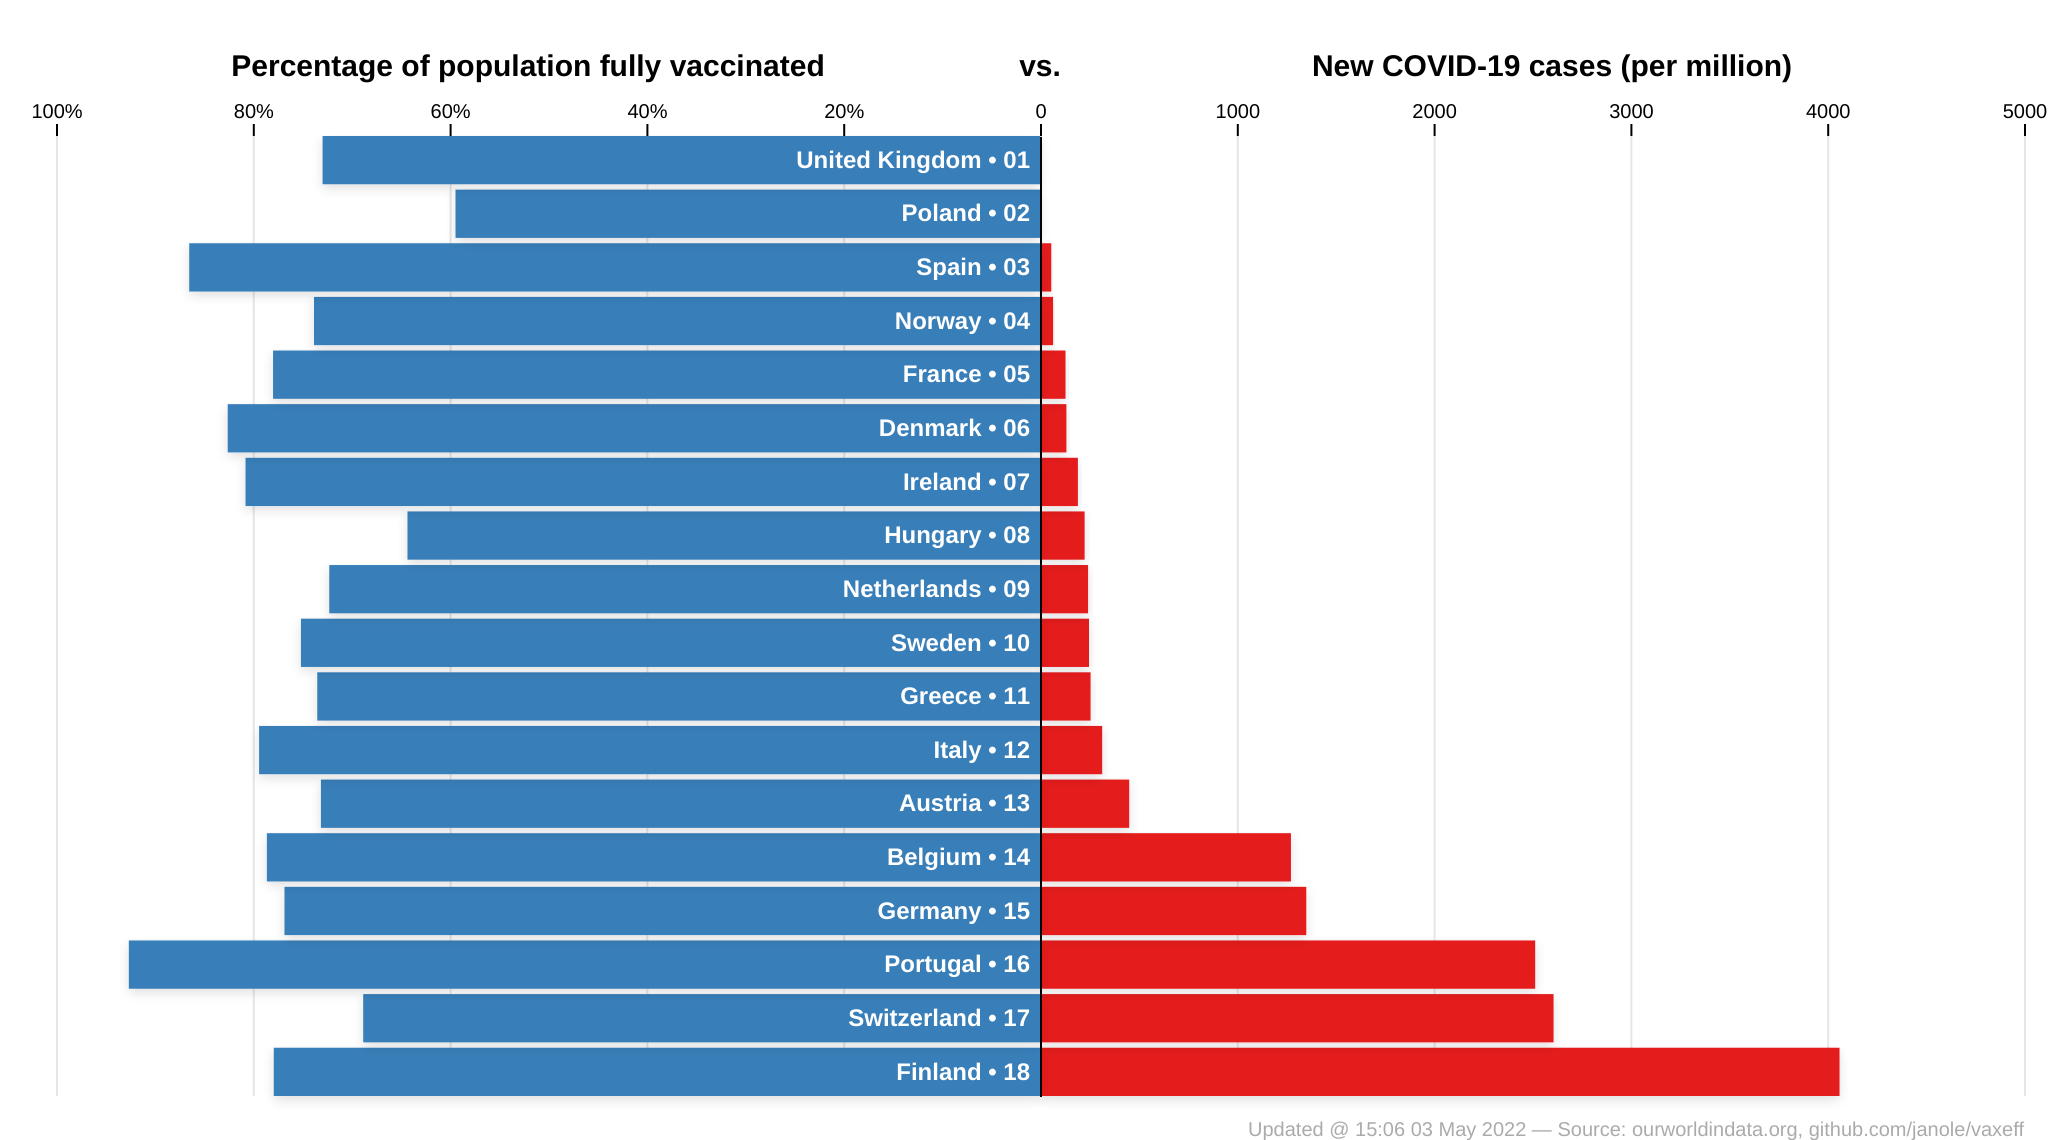 Percentage of population fully vaccinated vs. New COVID-19 cases (per million)
100% 80% 60% 40% 20% 0 1000 2000 3000 4000 5000
United Kingdom • 01
Poland • 02
Spain • 03
Norway • 04
France • 05
Denmark • 06
Ireland • 07
Hungary • 08
Netherlands • 09
Sweden • 10
Greece • 11
Italy • 12
Austria • 13
Belgium • 14
Germany • 15
Portugal • 16
Switzerland • 17
Finland • 18
Updated @ 15:06 03 May 2022 — Source: ourworldindata.org, github.com/janole/vaxeff